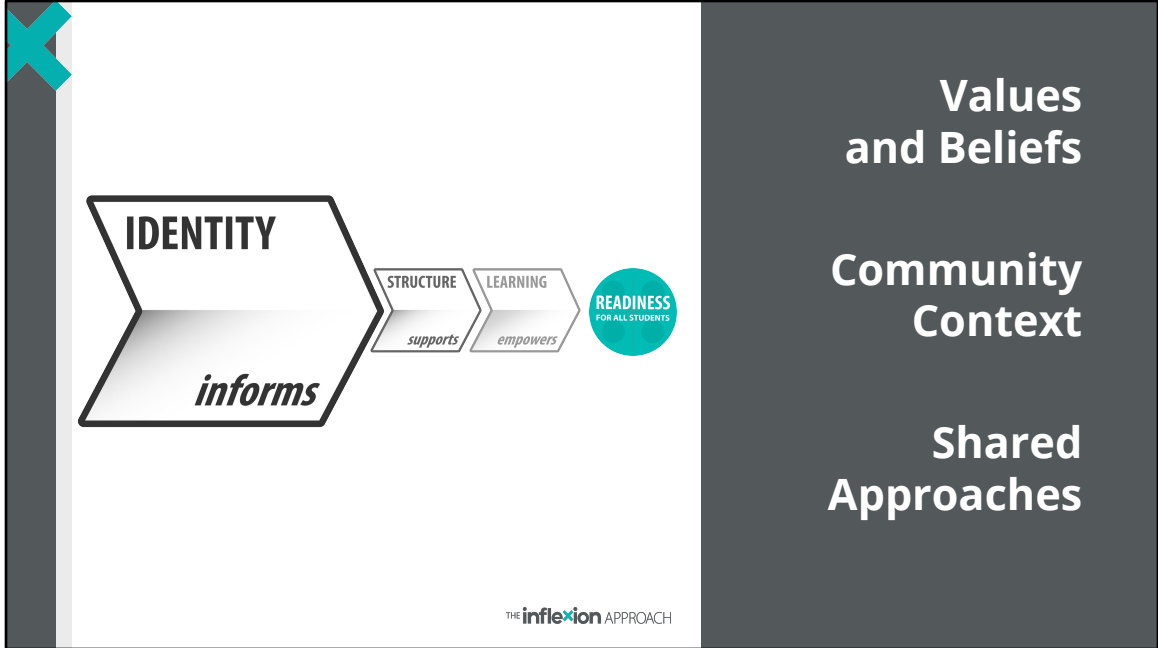 IDENTITY
informs
STRUCTURE
supports
LEARNING
empowers
READINESS
FOR ALL STUDENTS
THE inflexion APPROACH
Values
and Beliefs
Community
Context
Shared
Approaches